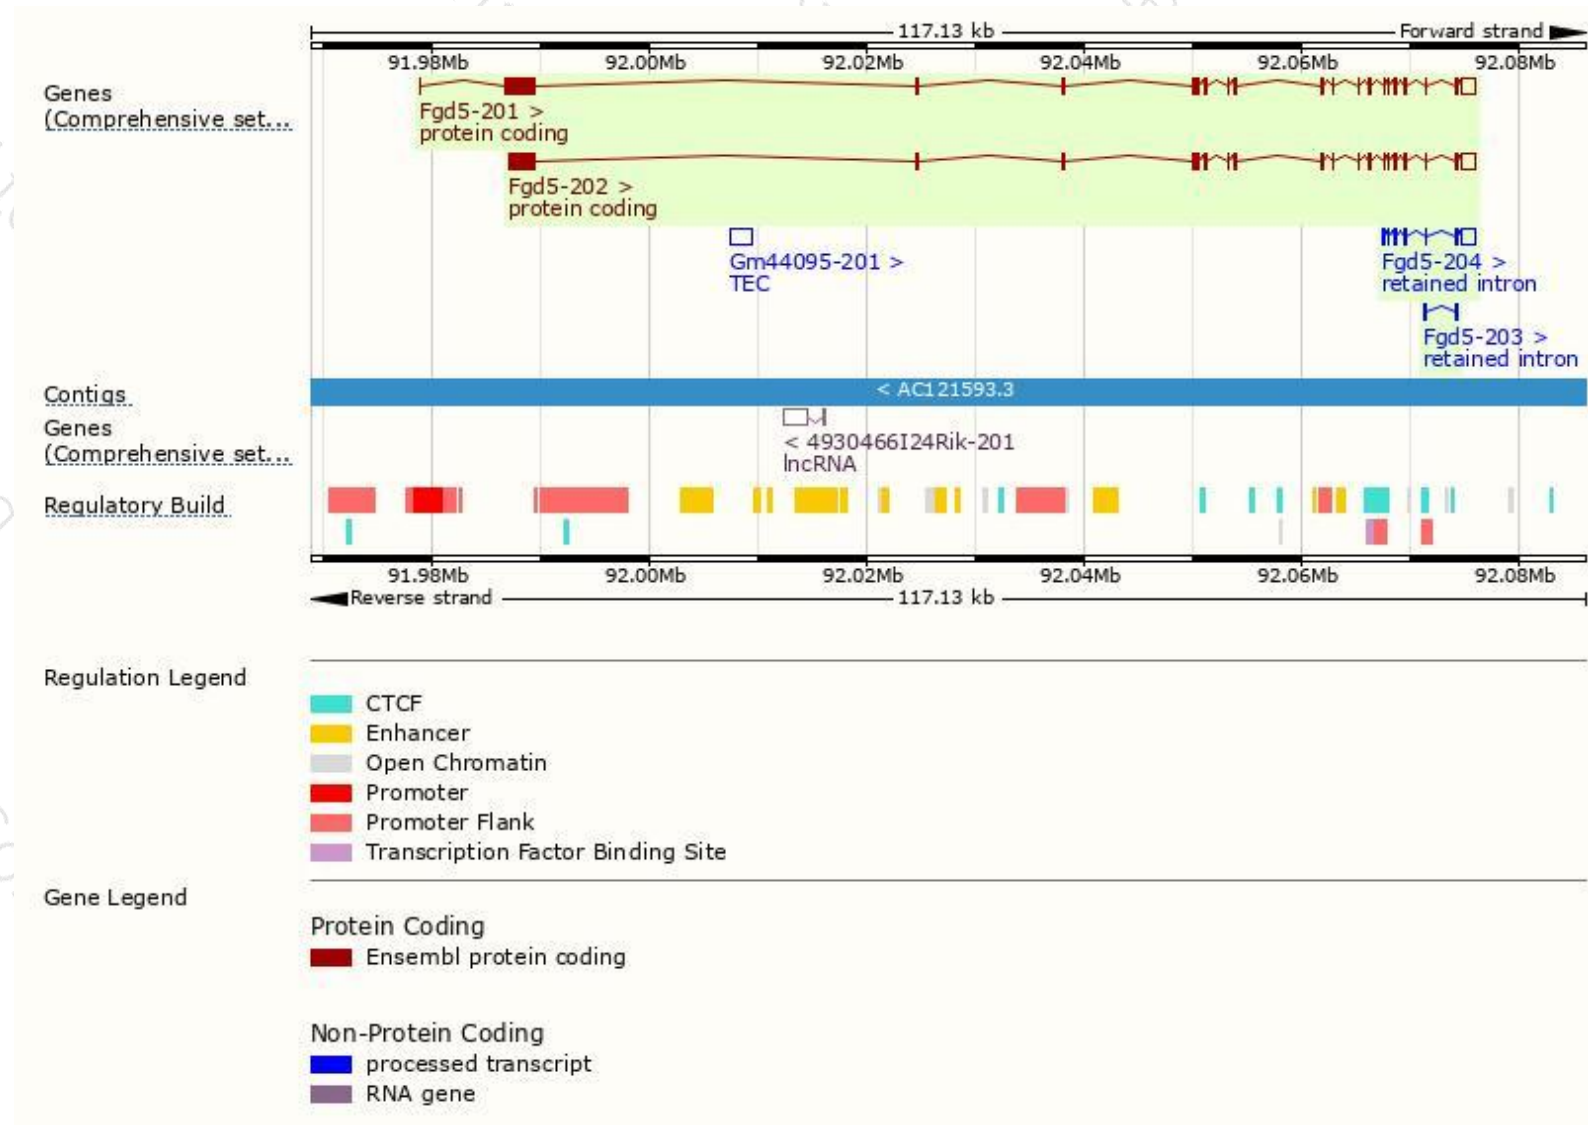 117.13 kb
Forward strand
91.98Mb 92.00Mb 92.02Mb 92.04Mb 92.06Mb 92.08Mb
Genes
(Comprehensive set...
Fgd5-201 >
protein coding
Fgd5-202 >
protein coding
Gm44095-201 >
TEC
Fgd5-204 >
retained intron
Fgd5-203 >
retained intron
Contigs
< AC121593.3
Genes
(Comprehensive set...
< 4930466I24Rik-201
lncRNA
Regulatory Build
91.98Mb 92.00Mb 92.02Mb 92.04Mb 92.06Mb 92.08Mb
Reverse strand
117.13 kb
Regulation Legend
CTCF
Enhancer
Open Chromatin
Promoter
Promoter Flank
Transcription Factor Binding Site
Gene Legend
Protein Coding
Ensembl protein coding
Non-Protein Coding
processed transcript
RNA gene